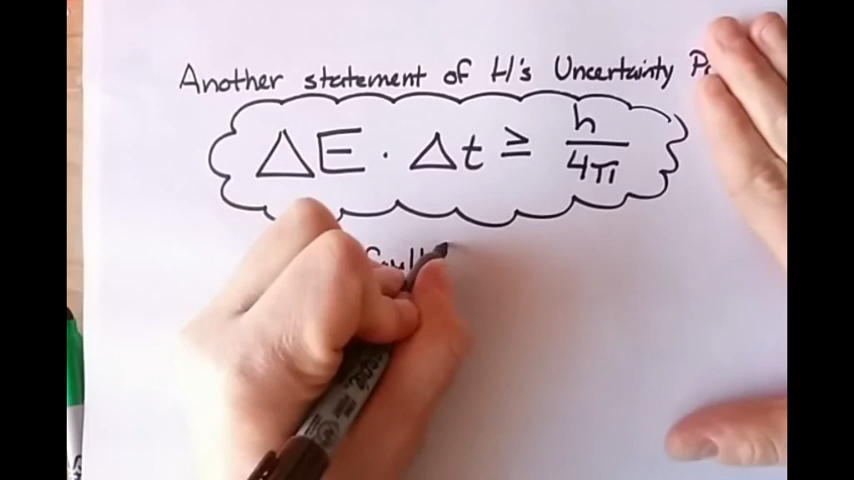 Another statement of H's Uncertainty
ΔE · Δt ≥ h/4π